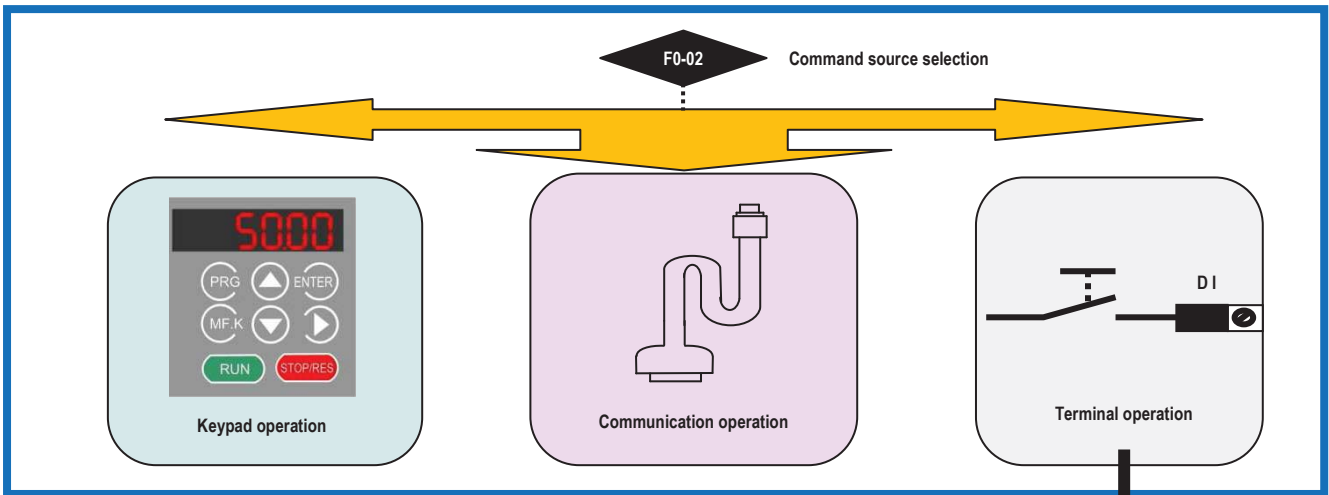 F0-02
Command source selection
50.00
PRG
ENTER
MF.K
RUN
STOP/RES
Keypad operation
Communication operation
D I
Terminal operation